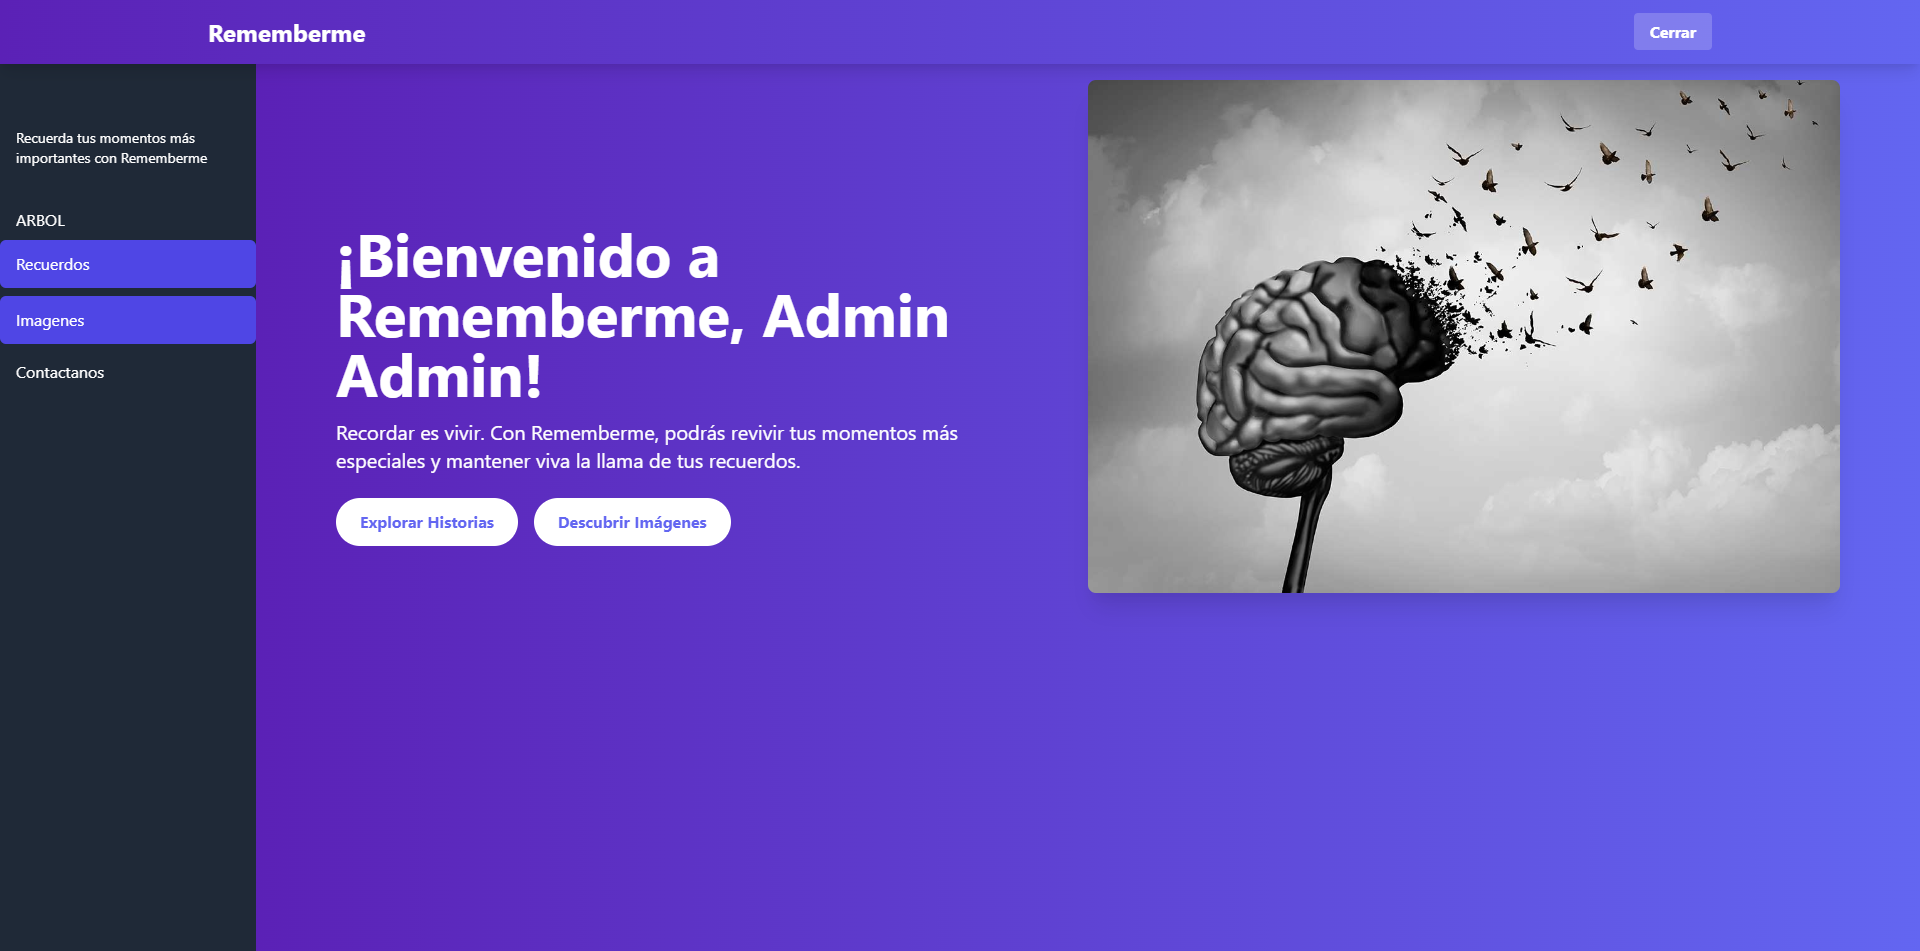 Rememberme
Cerrar
Recuerda tus momentos más
importantes con Rememberme
ARBOL
Recuerdos
Imagenes
Contactanos
¡Bienvenido a
Rememberme, Admin
Admin!
Recordar es vivir. Con Rememberme, podrás revivir tus momentos más
especiales y mantener viva la llama de tus recuerdos.
Explorar Historias
Descubrir Imágenes